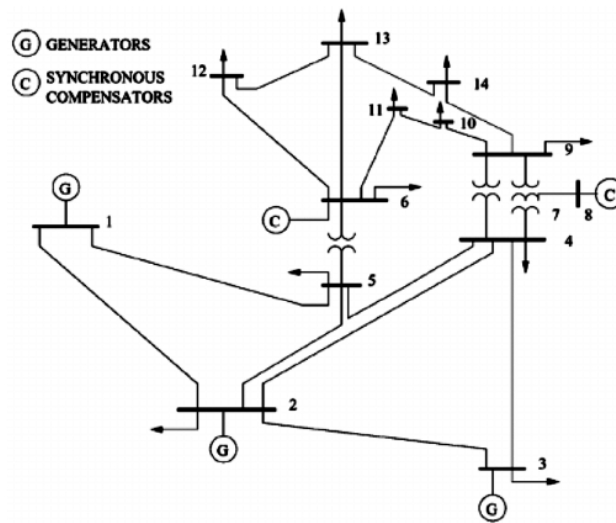 G GENERATORS
C SYNCHRONOUS
COMPENSATORS
13
12
14
11
10
9
G
C
6
7
8
C
1
4
5
2
G
3
G